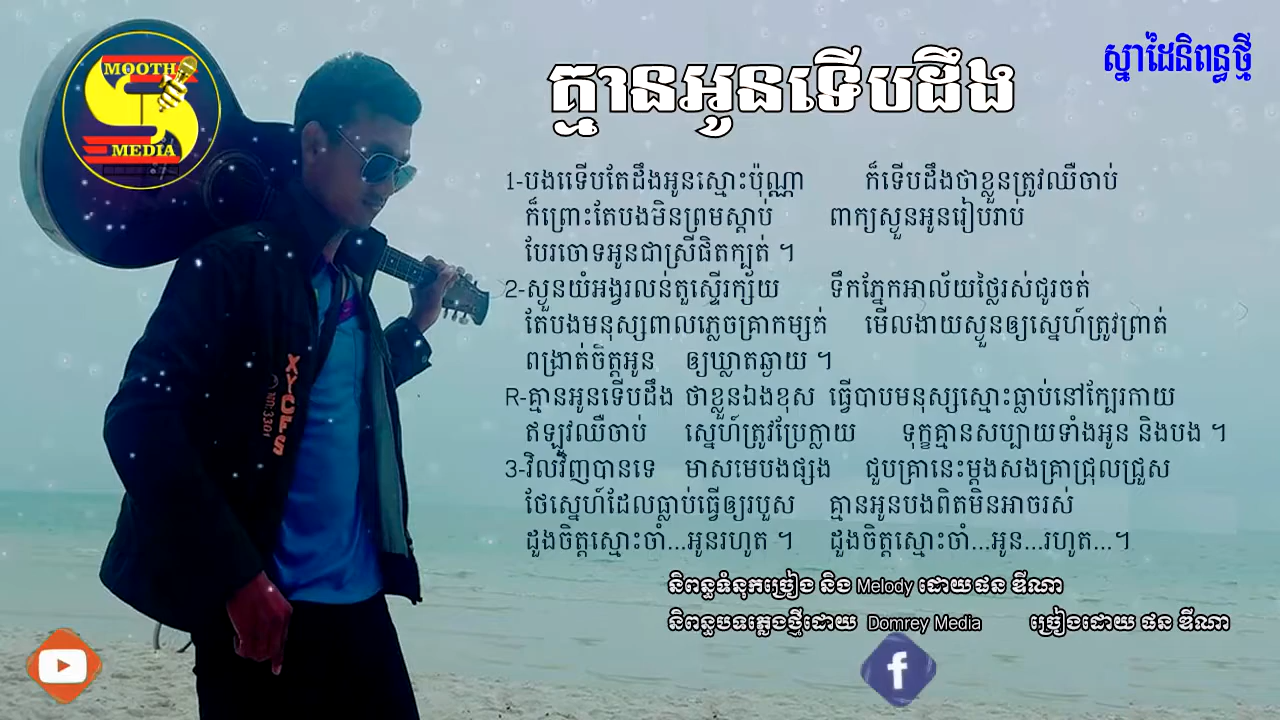 MOOTH
MEDIA
ស្នាដៃនិពន្ធថ្មី
គ្មានអូនទើបដឹង
1-បងទើបតែដឹងអូនស្មោះប៉ុណ្ណា ក៏ទើបដឹងថាខ្លួនត្រូវឈឺចាប់
ក៏ព្រោះតែបងមិនព្រមស្តាប់ ពាក្យស្ងួនអូនរៀបរាប់
បែរចោទអូនជាស្រីផិតក្បត់ ។
2-ស្ងួនយំអង្វរលន់តួស្ទើរក្ស័យ ទឹកភ្នែកអាល័យថ្លៃរស់ជូរចត់
តែបងមនុស្សពាលភ្លេចគ្រាកម្សត់ មើលងាយស្ងួនឲ្យស្នេហ៍ត្រូវព្រាត់
ពង្រាត់ចិត្តអូន ឲ្យឃ្លាតឆ្ងាយ ។
R-គ្មានអូនទើបដឹង ថាខ្លួនឯងខុស ធ្វើបាបមនុស្សស្មោះធ្លាប់នៅក្បែរកាយ
ឥឡូវឈឺចាប់ ស្នេហ៍ត្រូវប្រែក្លាយ ទុក្ខគ្មានសប្បាយទាំងអូន និងបង ។
3-វិលវិញបានទេ មាសមេបងផ្សង ជួបគ្រានេះម្តងសងគ្រាជ្រុលជ្រួស
ថែស្នេហ៍ដែលធ្លាប់ធ្វើឲ្យរបួស គ្មានអូនបងពិតមិនអាចរស់
ដួងចិត្តស្មោះចាំ...អូនរហូត ។ ដួងចិត្តស្មោះចាំ...អូន...រហូត...។
និពន្ធទំនុកច្រៀង និង Melody ដោយ ផន ឌីណា
និពន្ធបទភ្លេងថ្មីដោយ Domrey Media ច្រៀងដោយ ផន ឌីណា
XYCFS